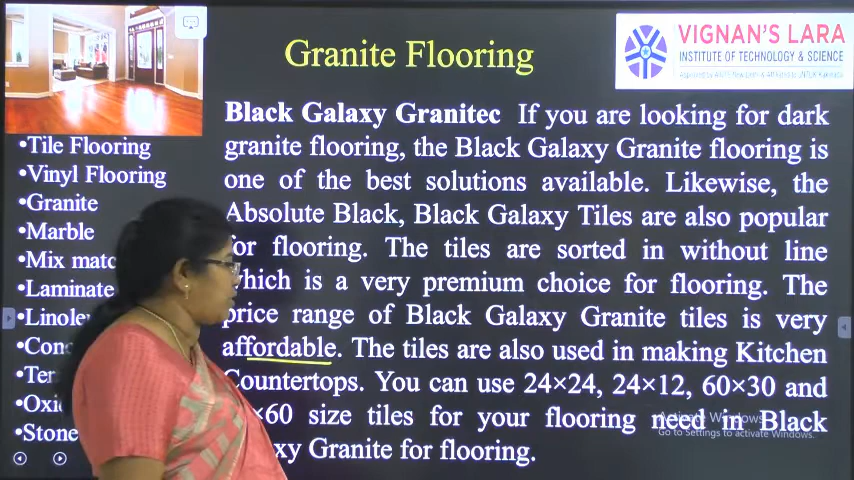 Granite Flooring
VIGNAN'S LARA
INSTITUTE OF TECHNOLOGY & SCIENCE
•Tile Flooring
•Vinyl Flooring
•Granite
•Marble
•Mix
•Laminate
•Stone
Black Galaxy Granitec If you are looking for dark
granite flooring, the Black Galaxy Granite flooring is
one of the best solutions available. Likewise, the
Absolute Black, Black Galaxy Tiles are also popular
for flooring. The tiles are sorted in without line
which is a very premium choice for flooring. The
price range of Black Galaxy Granite tiles is very
affordable. The tiles are also used in making Kitchen
Countertops. You can use 24×24, 24×12, 60×30 and
size tiles for your flooring need in Black
Granite for flooring.
Activate Windows
Go to Settings to activate Windows.